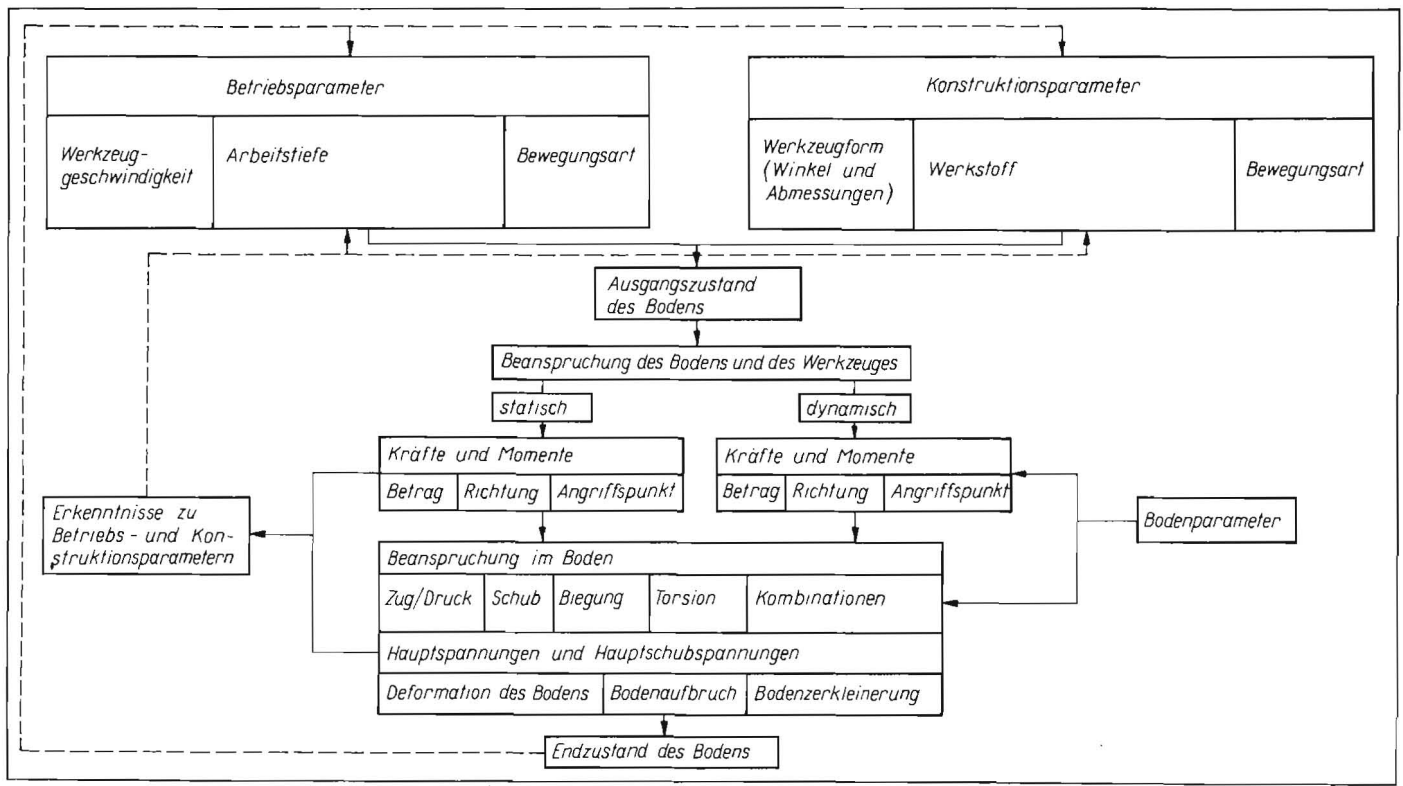 Betriebsparameter
Werkzeug-
geschwindigkeit
Arbeitstiefe
Bewegungsart
Konstruktionsparameter
Werkzeugform
(Winkel und
Abmessungen)
Werkstoff
Bewegungsart
Ausgangszustand
des Bodens
Beanspruchung des Bodens und des Werkzeuges
statisch
dynamisch
Kräfte und Momente
Betrag
Richtung
Angriffspunkt
Kräfte und Momente
Betrag
Richtung
Angriffspunkt
Erkenntnisse zu
Betriebs- und Kon-
struktionsparametern
Bodenparameter
Beanspruchung im Boden
Zug/Druck
Schub
Biegung
Torsion
Kombinationen
Hauptspannungen und Hauptschubspannungen
Deformation des Bodens
Bodenaufbruch
Bodenzerkleinerung
Endzustand des Bodens